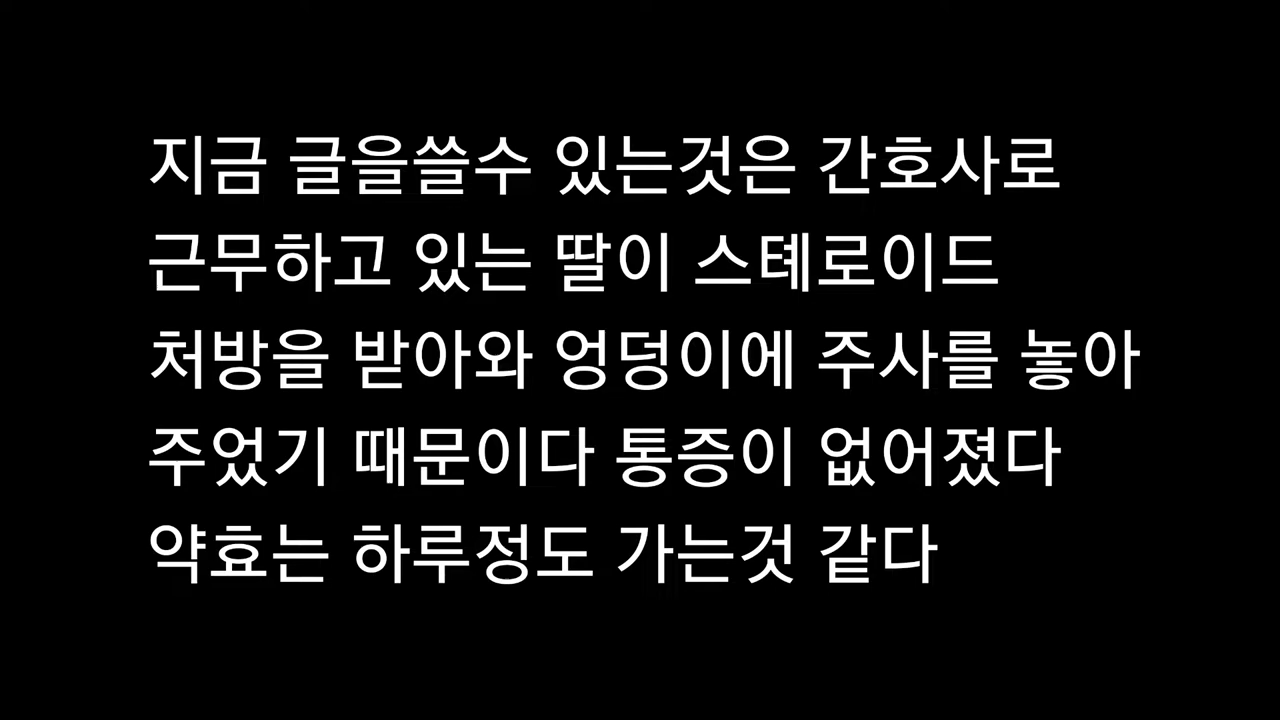 지금 글을쓸수 있는것은 간호사로
근무하고 있는 딸이 스톄로이드
처방을 받아와 엉덩이에 주사를 놓아
주었기 때문이다 통증이 없어졌다
약효는 하루정도 가는것 같다